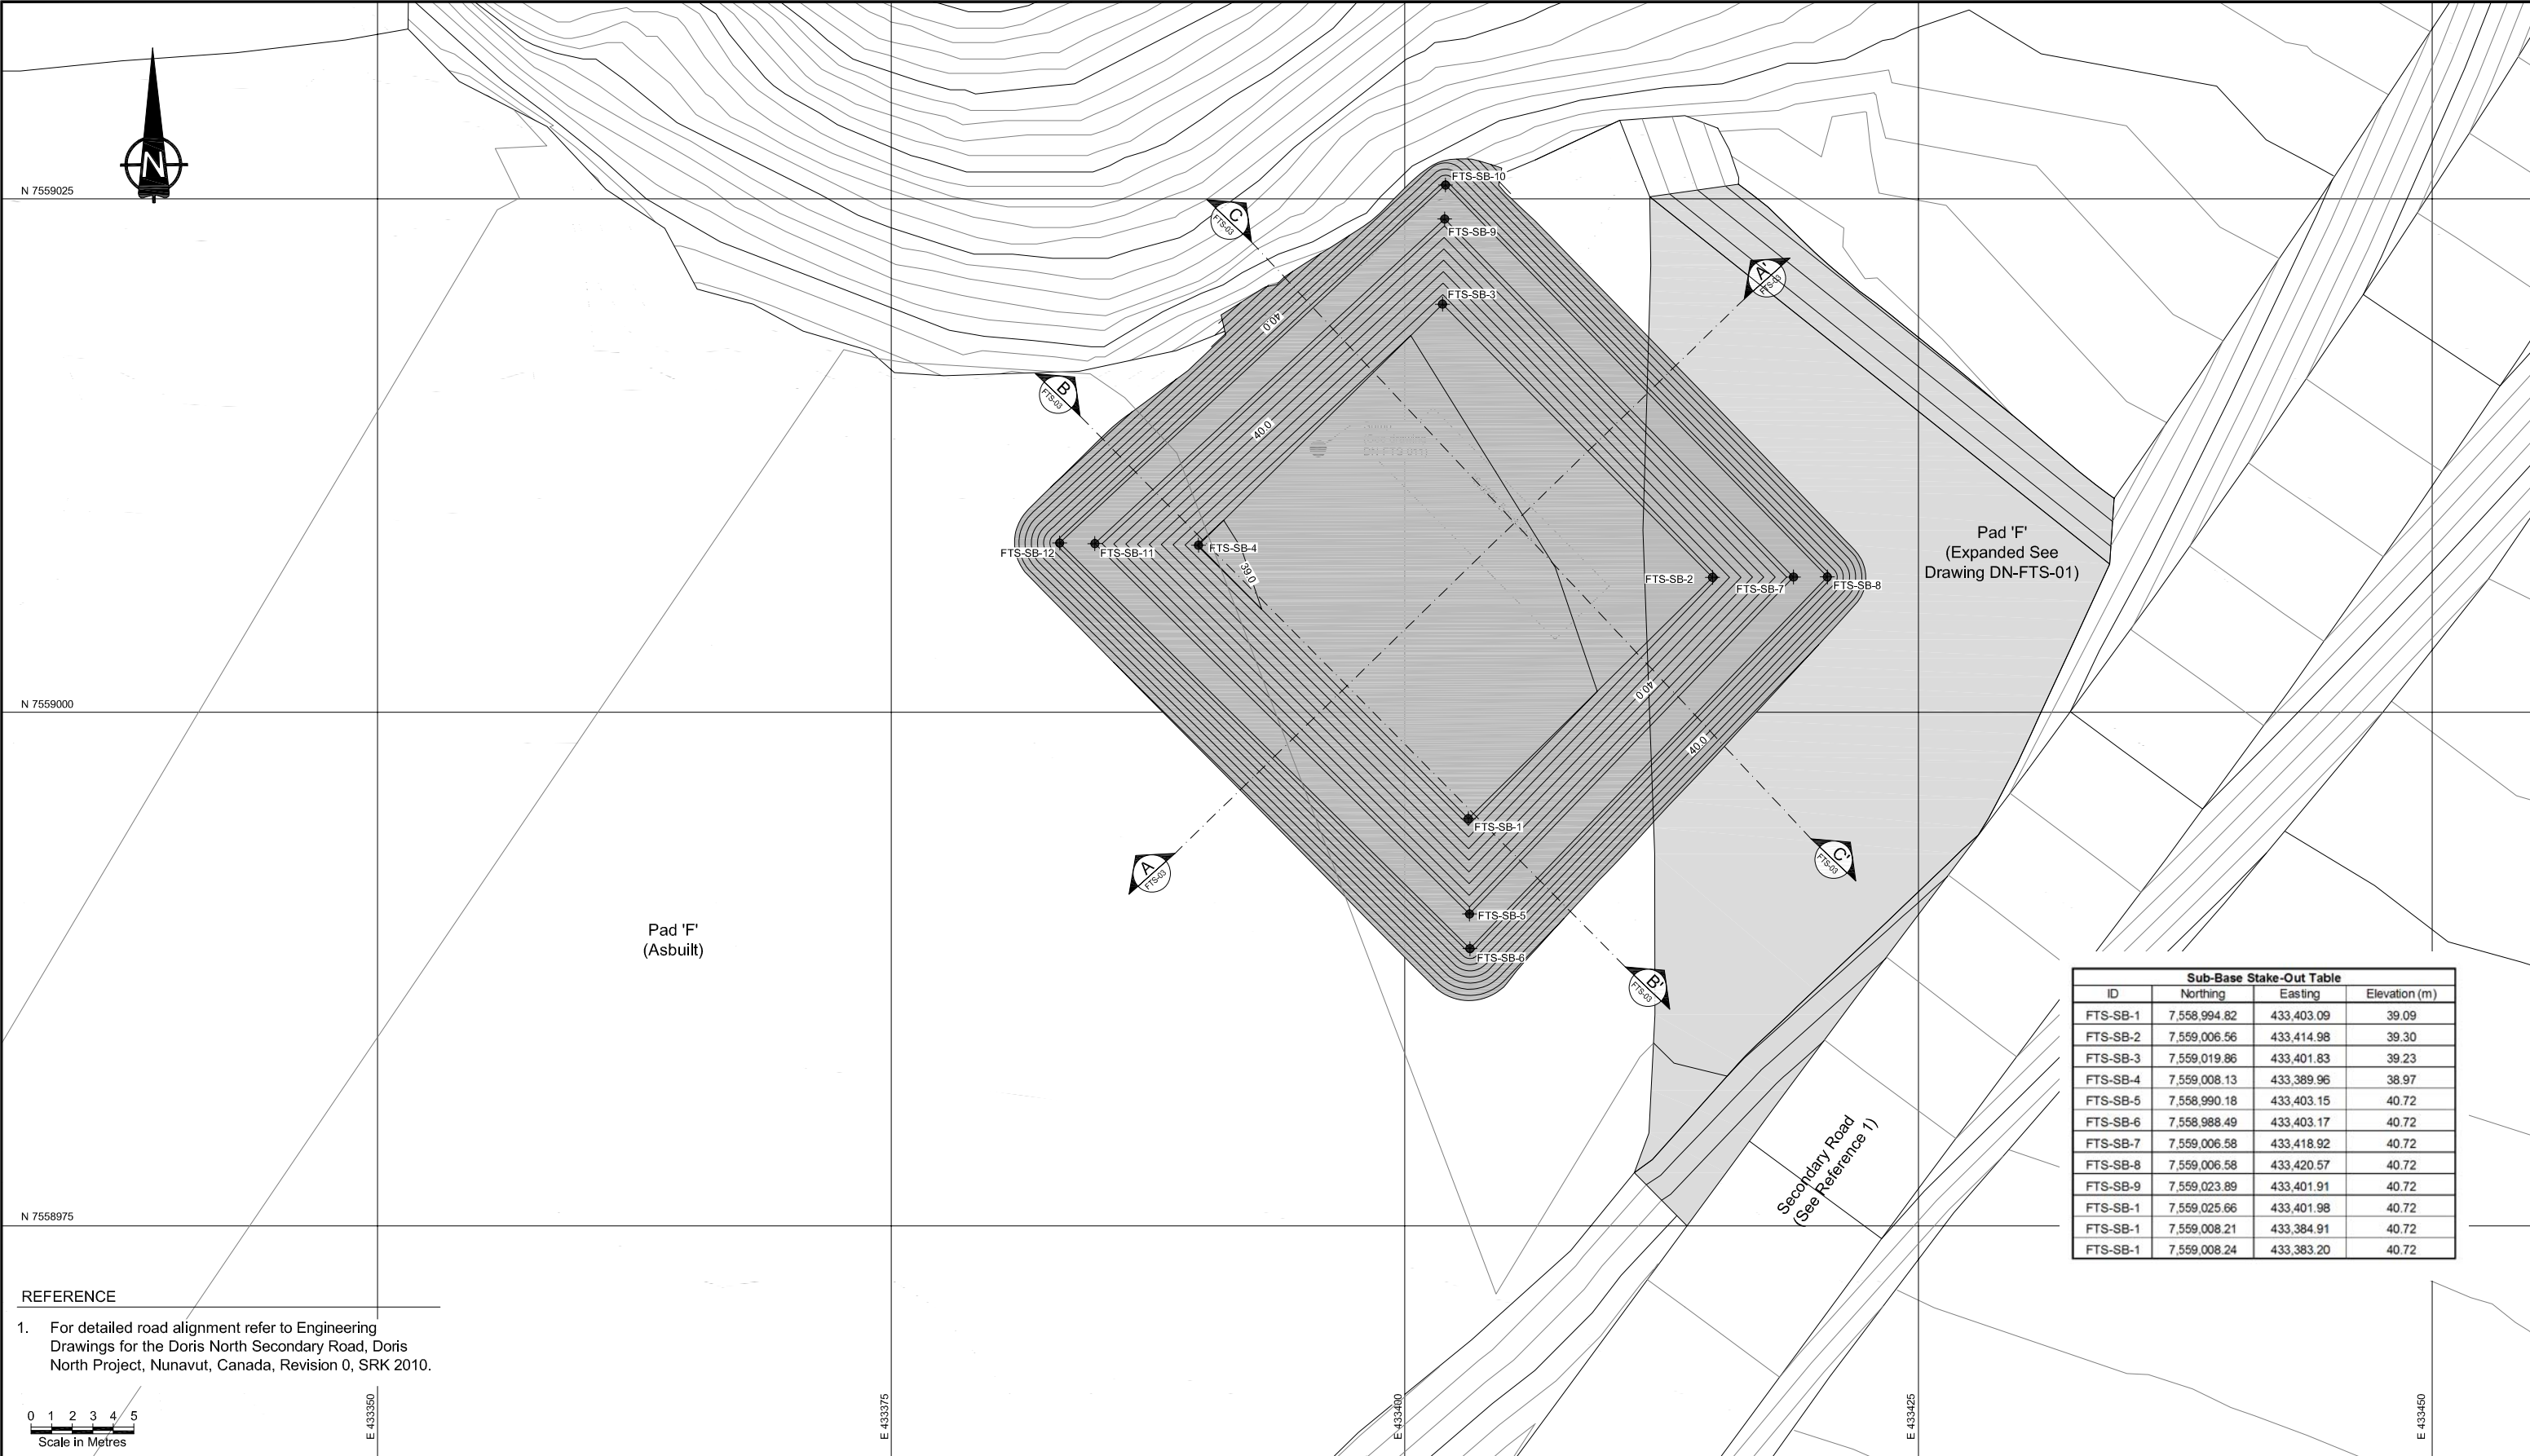 N
N 7559025
N 7559000
N 7558975
E 433350
E 433375
E 433400
E 433425
E 433450
C
FTS-03
B
FTS-03
A'
FTS-03
A
FTS-03
B'
FTS-03
C'
FTS-03
FTS-SB-10
FTS-SB-9
FTS-SB-3
40.0
40.0
FTS-SB-12
FTS-SB-11
FTS-SB-4
39.0
FTS-SB-2
FTS-SB-7
FTS-SB-8
40.0
40.0
FTS-SB-1
FTS-SB-5
FTS-SB-6
Pad 'F'
(Expanded See
Drawing DN-FTS-01)
Pad 'F'
(Asbuilt)
Secondary Road
(See Reference 1)
Sub-Base Stake-Out Table
ID Northing Easting Elevation (m)
FTS-SB-1 7,558,994.82 433,403.09 39.09
FTS-SB-2 7,559,006.56 433,414.98 39.30
FTS-SB-3 7,559,019.86 433,401.83 39.23
FTS-SB-4 7,559,008.13 433,389.96 38.97
FTS-SB-5 7,558,990.18 433,403.15 40.72
FTS-SB-6 7,558,988.49 433,403.17 40.72
FTS-SB-7 7,559,006.58 433,418.92 40.72
FTS-SB-8 7,559,006.58 433,420.57 40.72
FTS-SB-9 7,559,023.89 433,401.91 40.72
FTS-SB-1 7,559,025.66 433,401.98 40.72
FTS-SB-1 7,559,008.21 433,384.91 40.72
FTS-SB-1 7,559,008.24 433,383.20 40.72
REFERENCE
1. For detailed road alignment refer to Engineering
Drawings for the Doris North Secondary Road, Doris
North Project, Nunavut, Canada, Revision 0, SRK 2010.
0 1 2 3 4 5
Scale in Metres